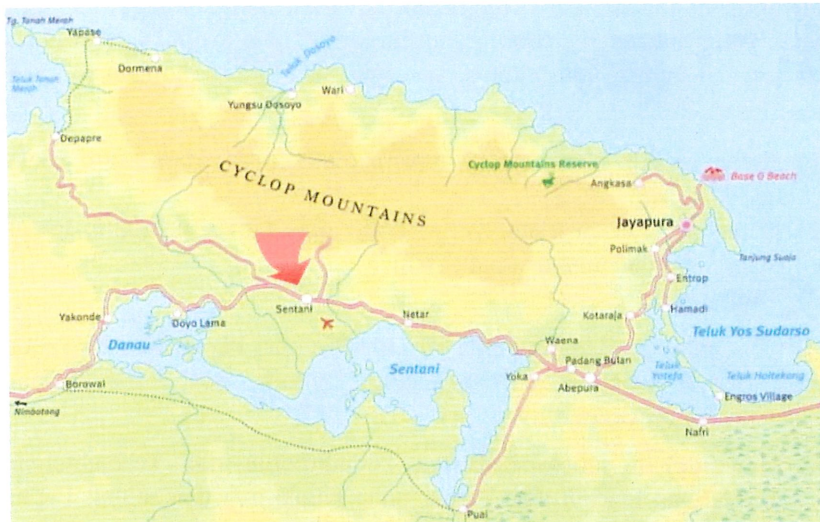 Tg. Tanah Merah
Yapase
Dormena
Teluk Tanah
Merah
Teluk Dosoyo
Yungsu Dosoyo
Wari
Depapre
CYCLOP MOUNTAINS
Cyclop Mountains Reserve
Angkasa
Base G Beach
Jayapura
Polimak
Tanjung Suaja
Entrop
Hamadi
Kotaraja
Teluk Yos Sudarso
Sentani
Netar
Yakonde
Doyo Lama
Danau
Sentani
Waena
Padang Bulan
Yoka
Abepura
Teluk
Yotefa
Teluk Holtekang
Engros Village
Borowai
Nimbotong
Nafri
Puai